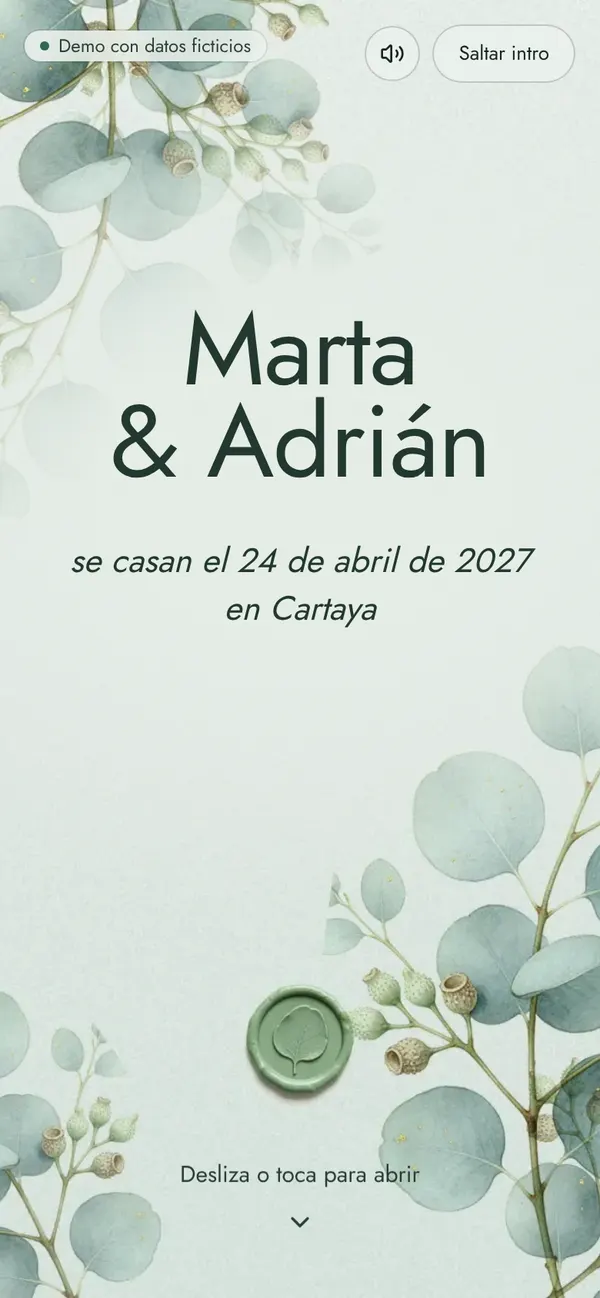 Demo con datos ficticios
Saltar intro
Marta
& Adrián
se casan el 24 de abril de 2027
en Cartaya
Desliza o toca para abrir